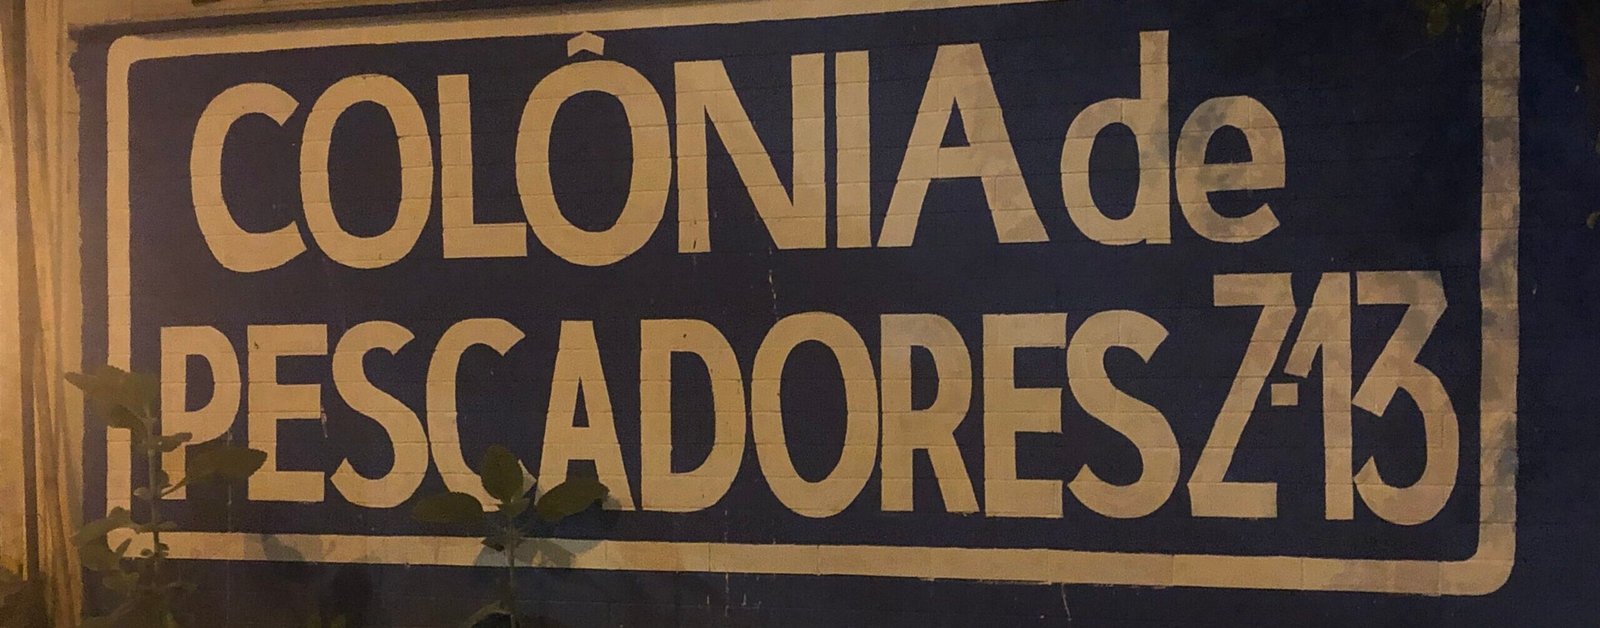 COLÔNIA de
PESCADORES Z-13